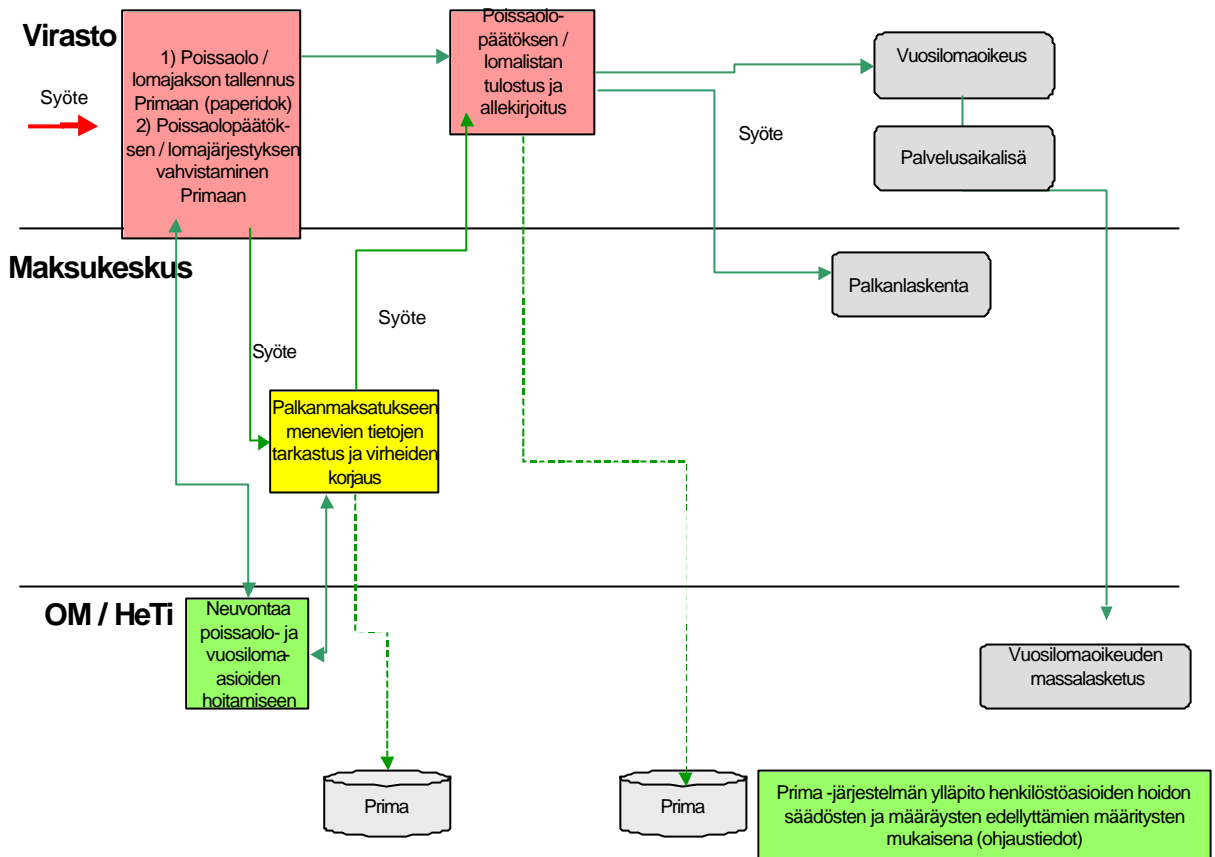 Virasto
Syöte
1) Poissaolo /
lomajakson tallennus
Primaan (paperidok)
2) Poissaolopäätök-
sen / lomajärjestyksen
vahvistaminen
Primaan
Poissaolo-
päätöksen /
lomalistan
tulostus ja
allekirjoitus
Syöte
Vuosilomaoikeus
Palvelusaikalisä
Maksukeskus
Syöte
Syöte
Palkanlaskenta
Palkanmaksatukseen
menevien tietojen
tarkastus ja virheiden
korjaus
OM / HeTi
Neuvontaa
poissaolo- ja
vuosiloma-
asioiden
hoitamiseen
Vuosilomaoikeuden
massalasketus
Prima
Prima
Prima -järjestelmän ylläpito henkilöstöasioiden hoidon
säädösten ja määräysten edellyttämien määritysten
mukaisena (ohjaustiedot)